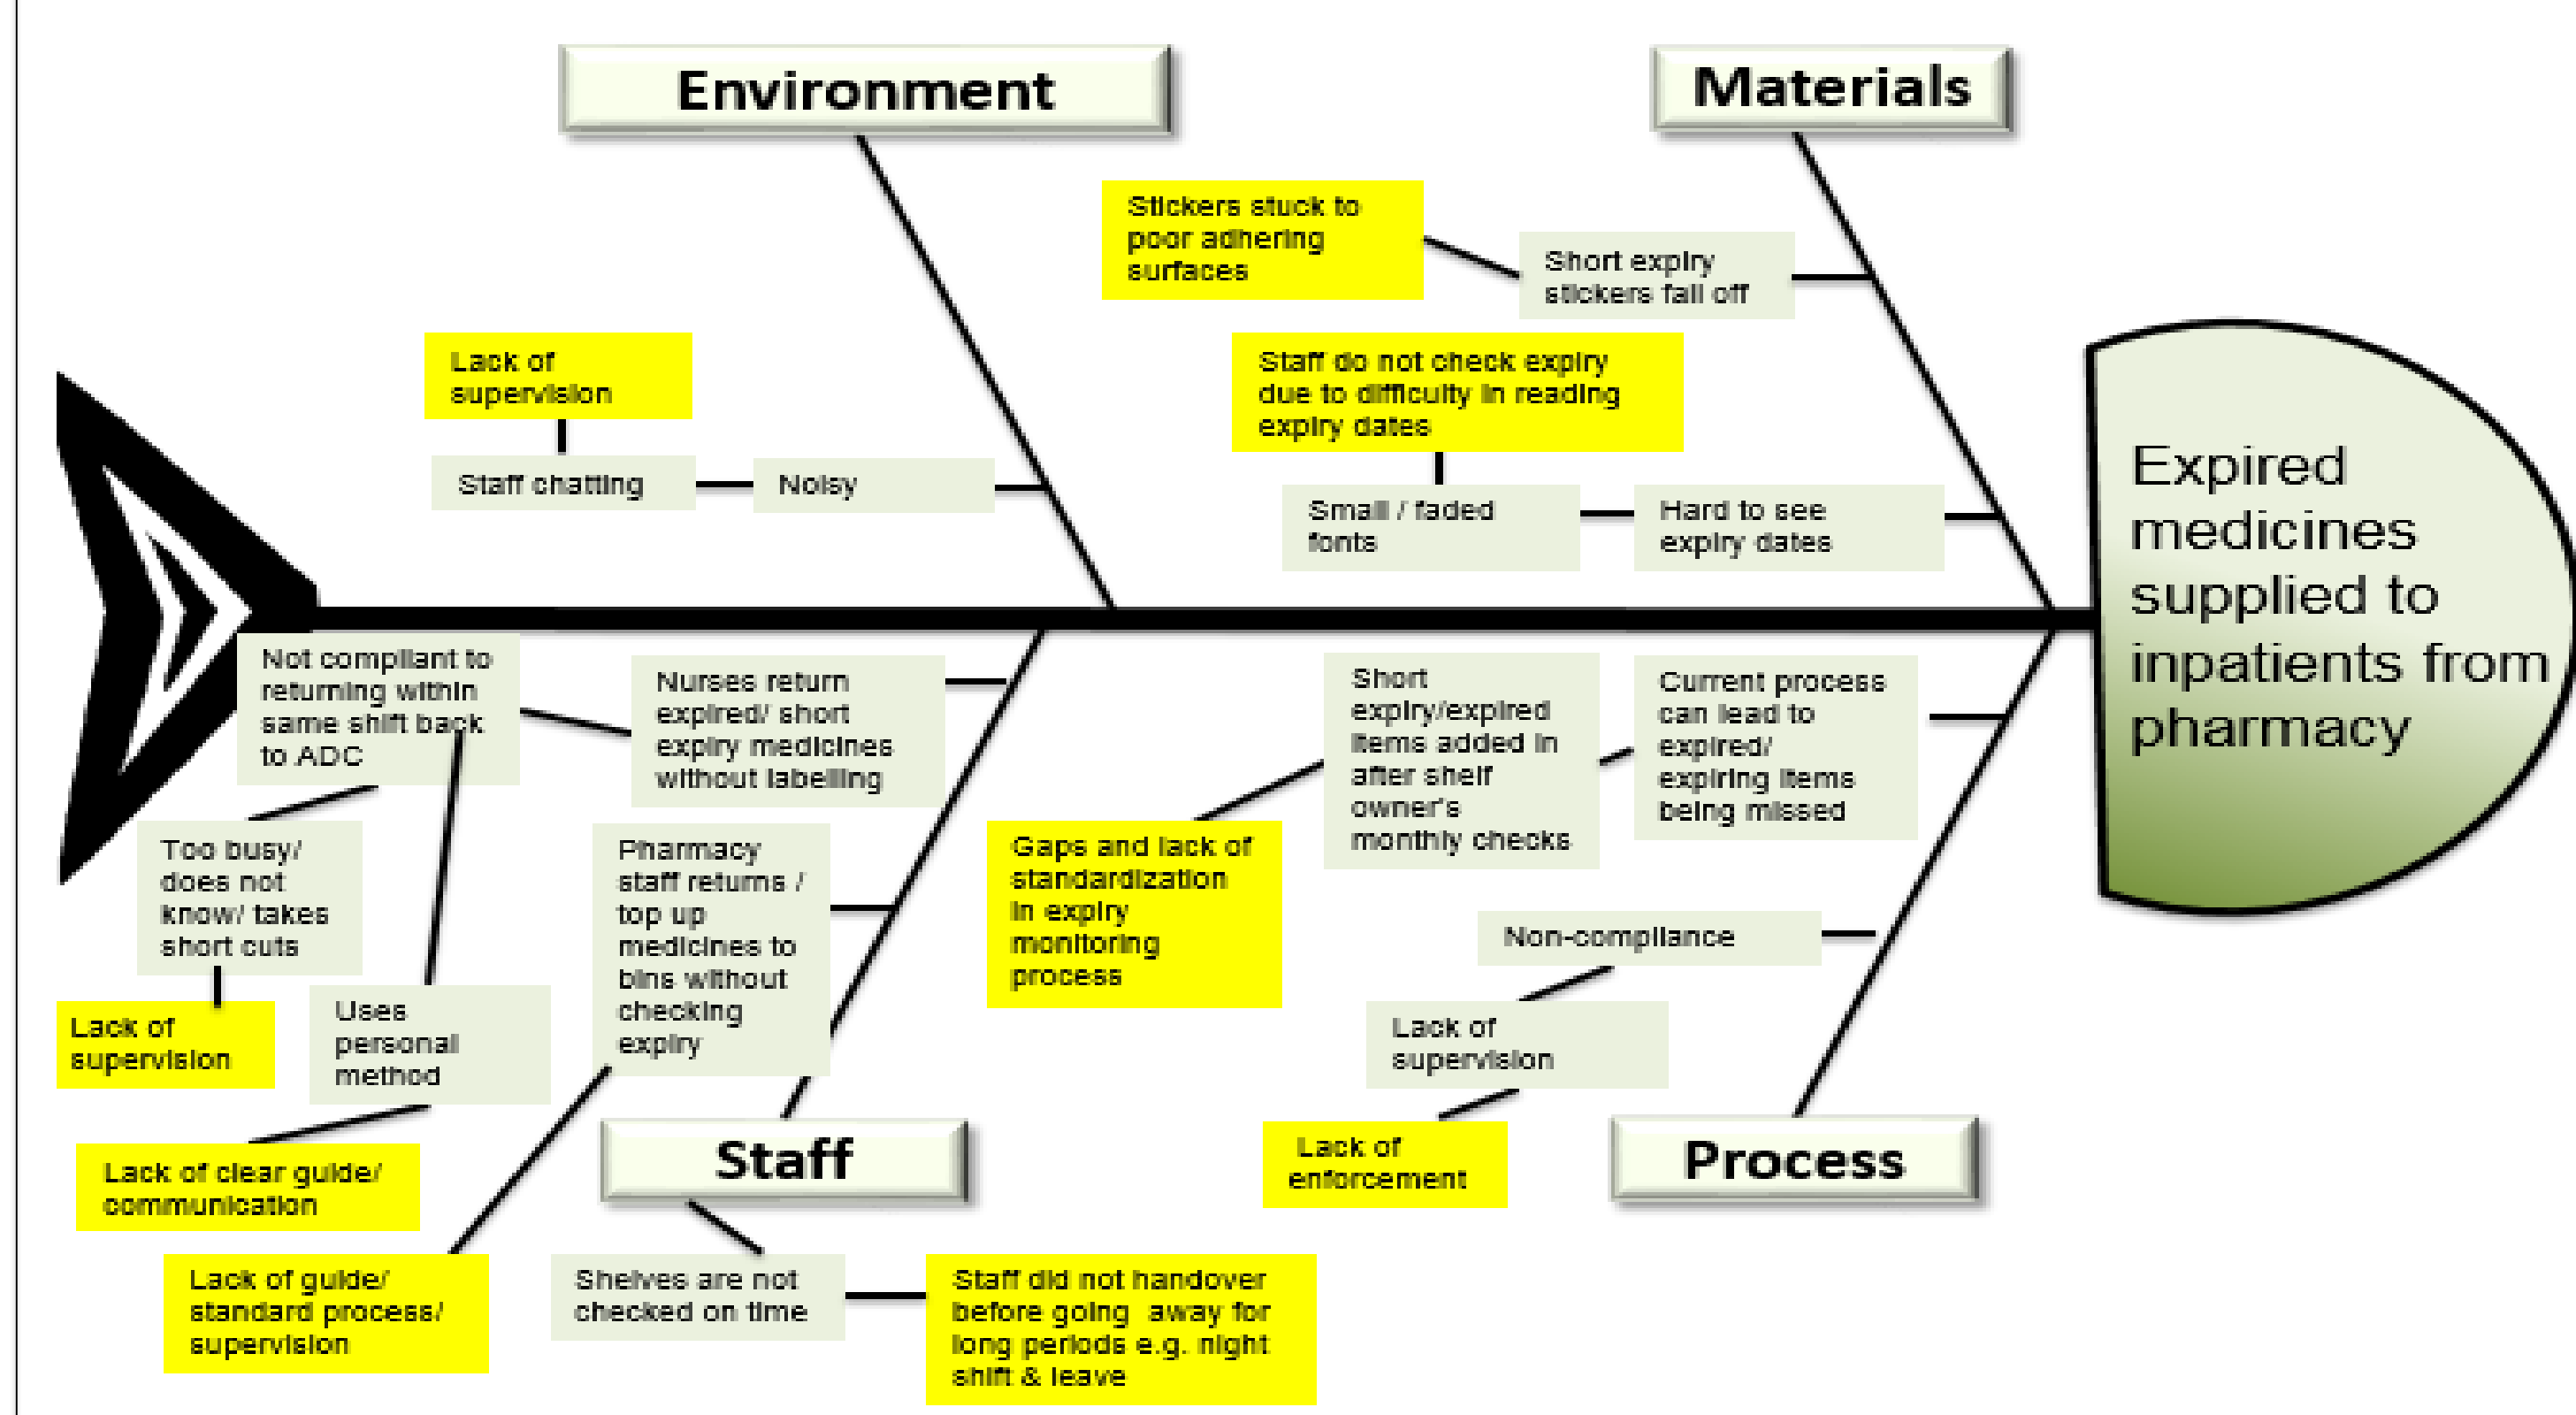 Environment
Materials
Stickers stuck to
poor adhering
surfaces
Short expiry
stickers fall off
Lack of
supervision
Staff do not check expiry
due to difficulty in reading
expiry dates
Staff chatting
Noisy
Small / faded
fonts
Hard to see
expiry dates
Expired
medicines
supplied to
inpatients from
pharmacy
Not compliant to
returning within
same shift back
to ADC
Nurses return
expired/ short
expiry medicines
without labelling
Short
expiry/expired
items added in
after shelf
owner's
monthly checks
Current process
can lead to
expired/
expiring items
being missed
Too busy/
does not
know/ takes
short cuts
Pharmacy
staff returns /
top up
medicines to
bins without
checking
expiry
Gaps and lack of
standardization
in expiry
monitoring
process
Non-compliance
Lack of
supervision
Uses
personal
method
Lack of
supervision
Lack of
enforcement
Staff
Process
Lack of clear guide/
communication
Lack of guide/
standard process/
supervision
Shelves are not
checked on time
Staff did not handover
before going away for
long periods e.g. night
shift & leave